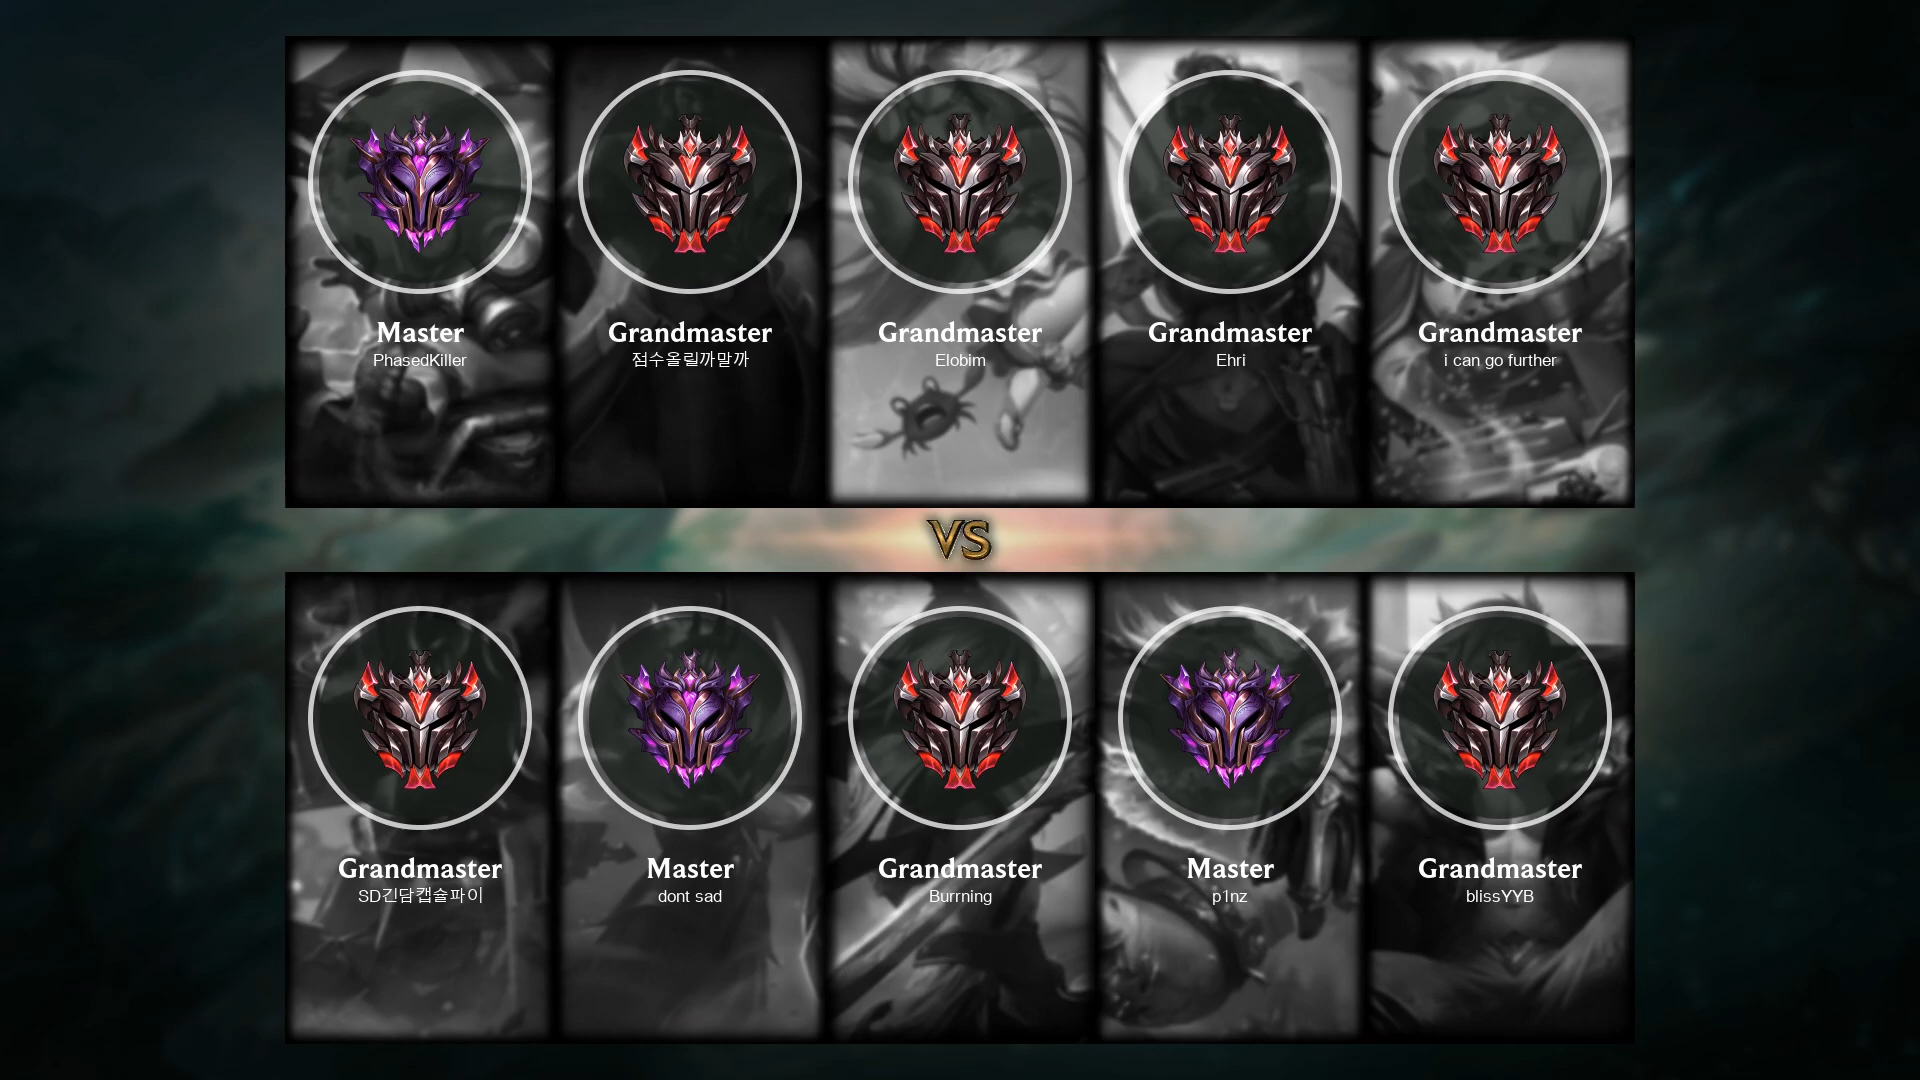 Master
PhasedKiller
Grandmaster
점수올릴까말까
Grandmaster
Elobim
Grandmaster
Ehri
Grandmaster
i can go further
VS
Grandmaster
SD긴담캡슐파이
Master
dont sad
Grandmaster
Burrning
Master
p1nz
Grandmaster
blissYYB